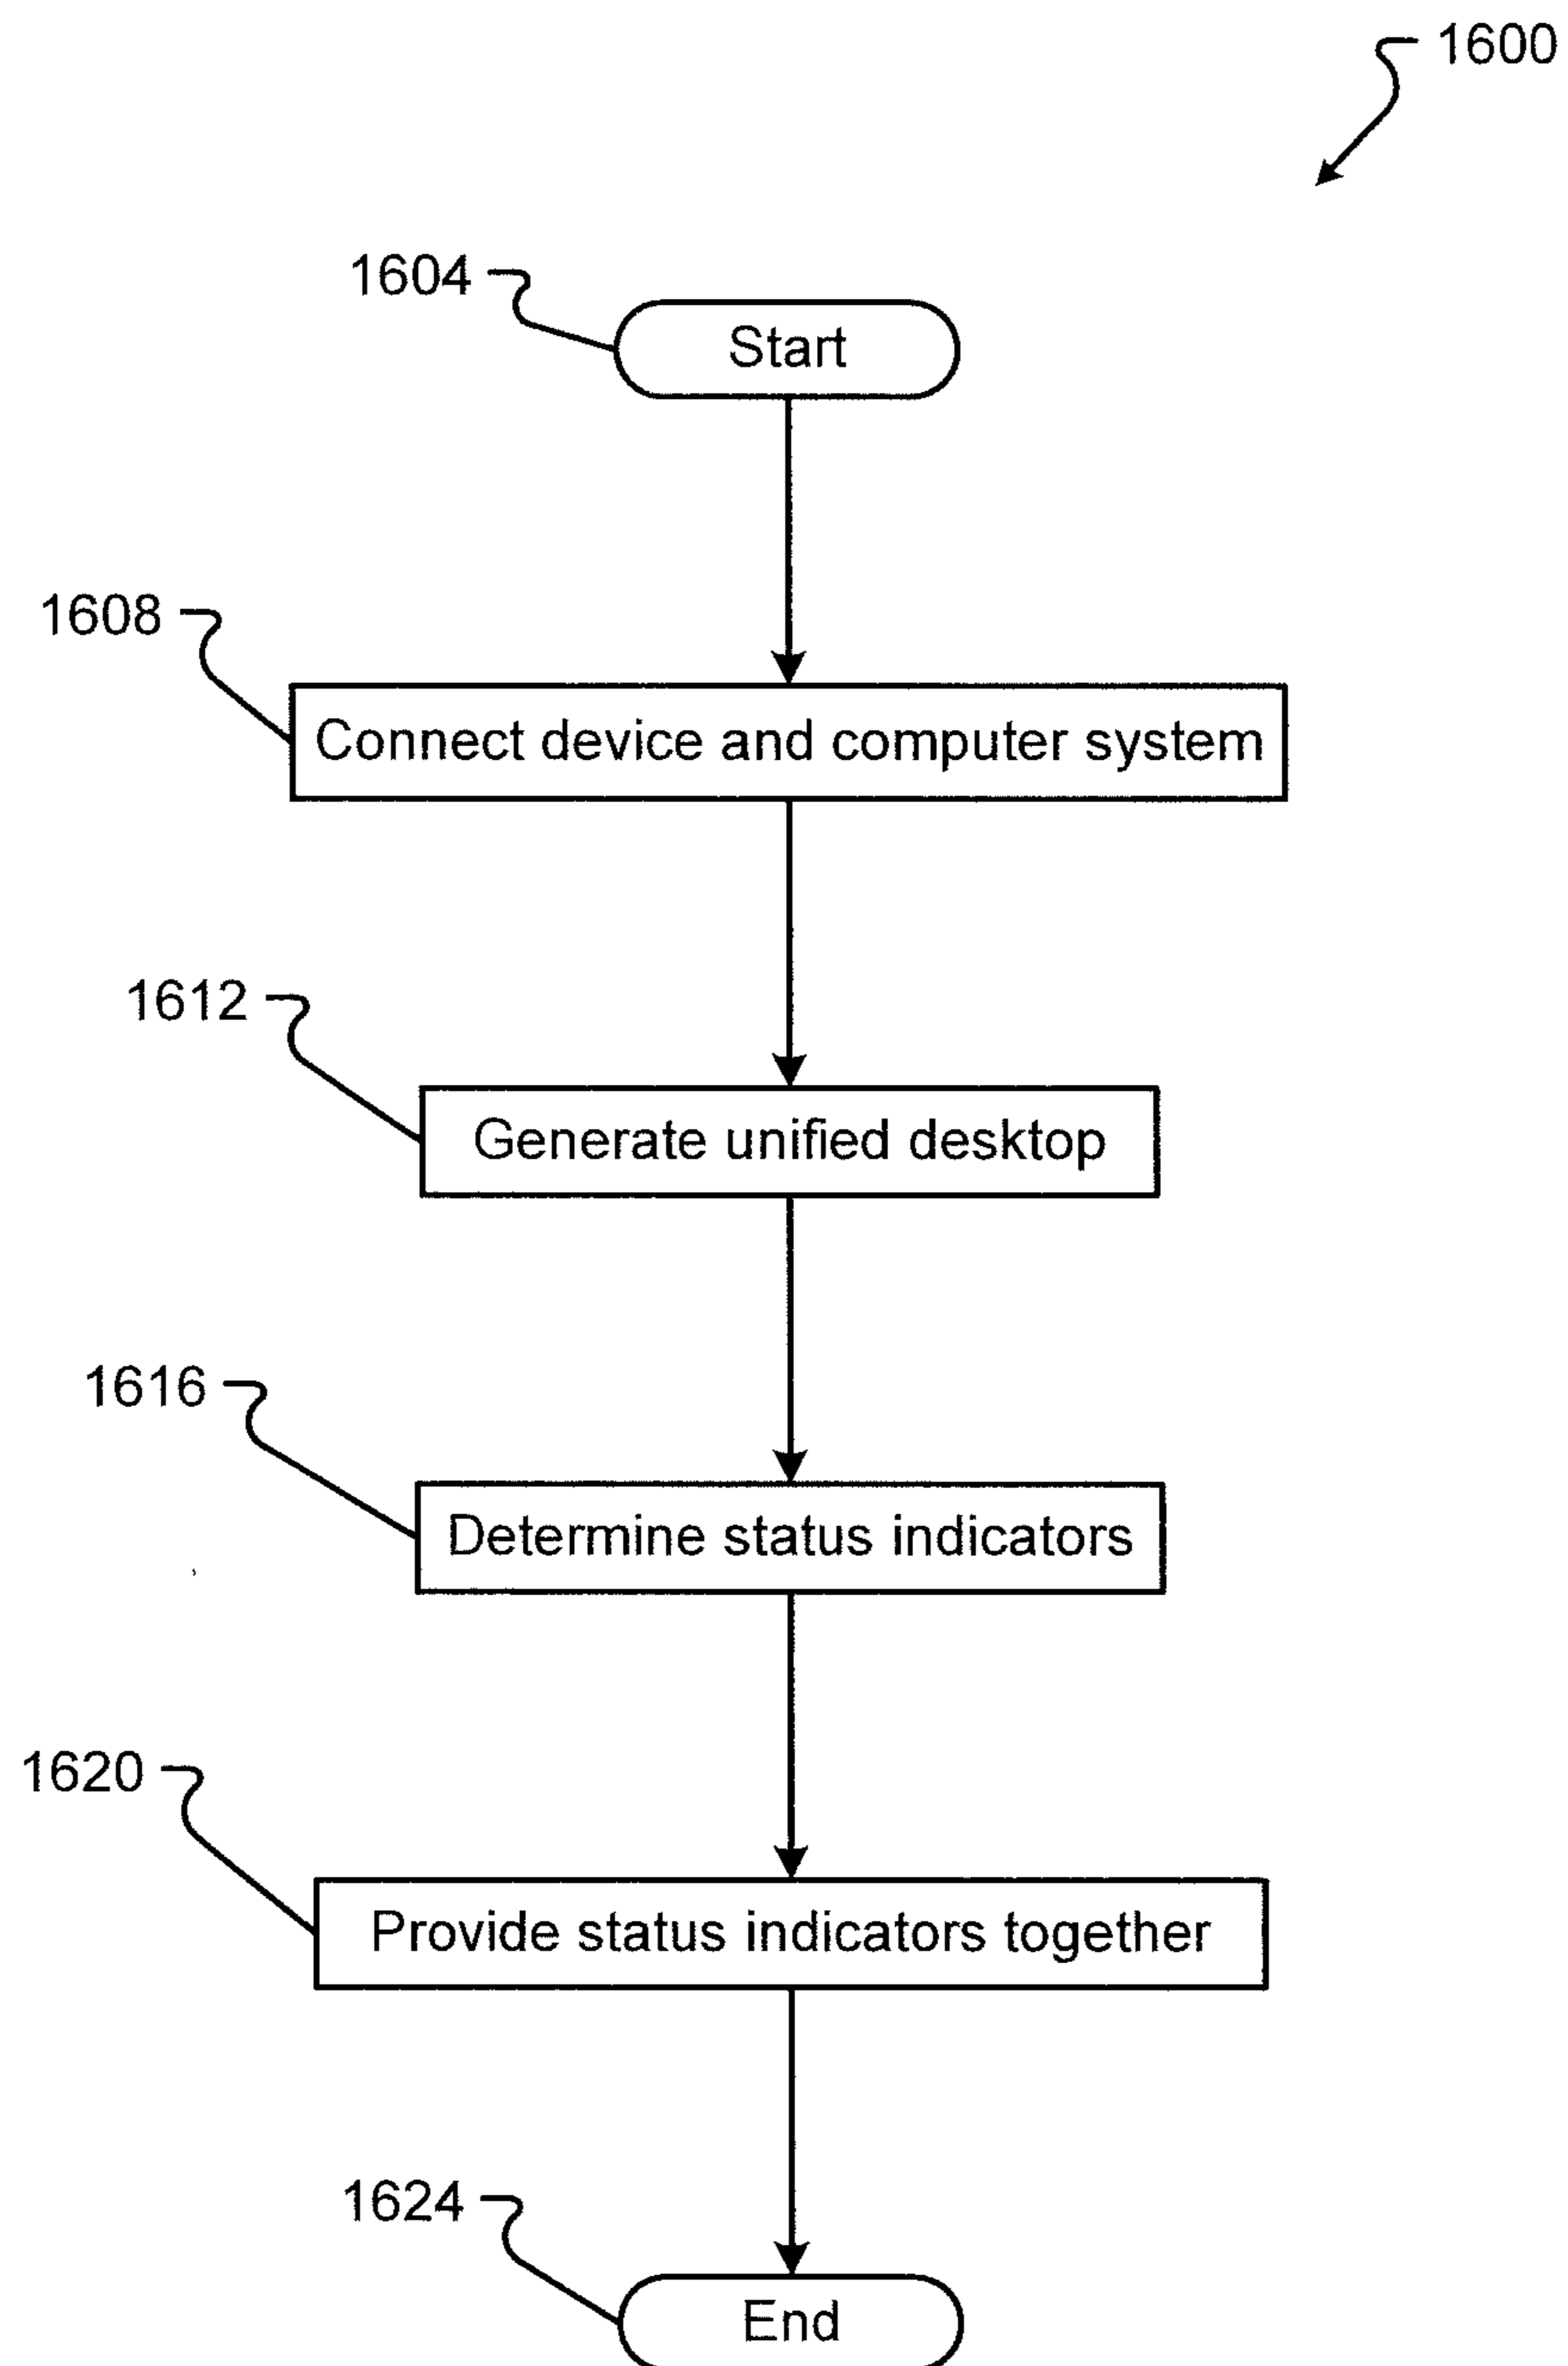 1600
1604
Start
1608
Connect device and computer system
1612
Generate unified desktop
1616
Determine status indicators
1620
Provide status indicators together
1624
End